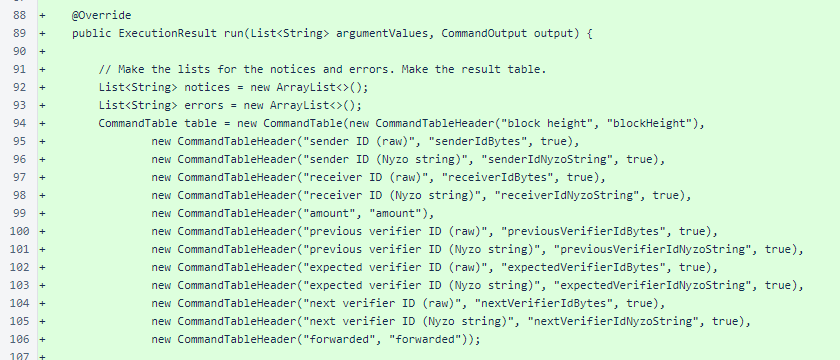 88 +     @Override
89 +     public ExecutionResult run(List<String> argumentValues, CommandOutput output) {
90 +
91 +         // Make the lists for the notices and errors. Make the result table.
92 +         List<String> notices = new ArrayList<>();
93 +         List<String> errors = new ArrayList<>();
94 +         CommandTable table = new CommandTable(new CommandTableHeader("block height", "blockHeight"),
95 +                 new CommandTableHeader("sender ID (raw)", "senderIdBytes", true),
96 +                 new CommandTableHeader("sender ID (Nyzo string)", "senderIdNyzoString", true),
97 +                 new CommandTableHeader("receiver ID (raw)", "receiverIdBytes", true),
98 +                 new CommandTableHeader("receiver ID (Nyzo string)", "receiverIdNyzoString", true),
99 +                 new CommandTableHeader("amount", "amount"),
100 +                 new CommandTableHeader("previous verifier ID (raw)", "previousVerifierIdBytes", true),
101 +                 new CommandTableHeader("previous verifier ID (Nyzo string)", "previousVerifierIdNyzoString", true),
102 +                 new CommandTableHeader("expected verifier ID (raw)", "expectedVerifierIdBytes", true),
103 +                 new CommandTableHeader("expected verifier ID (Nyzo string)", "expectedVerifierIdNyzoString", true),
104 +                 new CommandTableHeader("next verifier ID (raw)", "nextVerifierIdBytes", true),
105 +                 new CommandTableHeader("next verifier ID (Nyzo string)", "nextVerifierIdNyzoString", true),
106 +                 new CommandTableHeader("forwarded", "forwarded"));
107 +